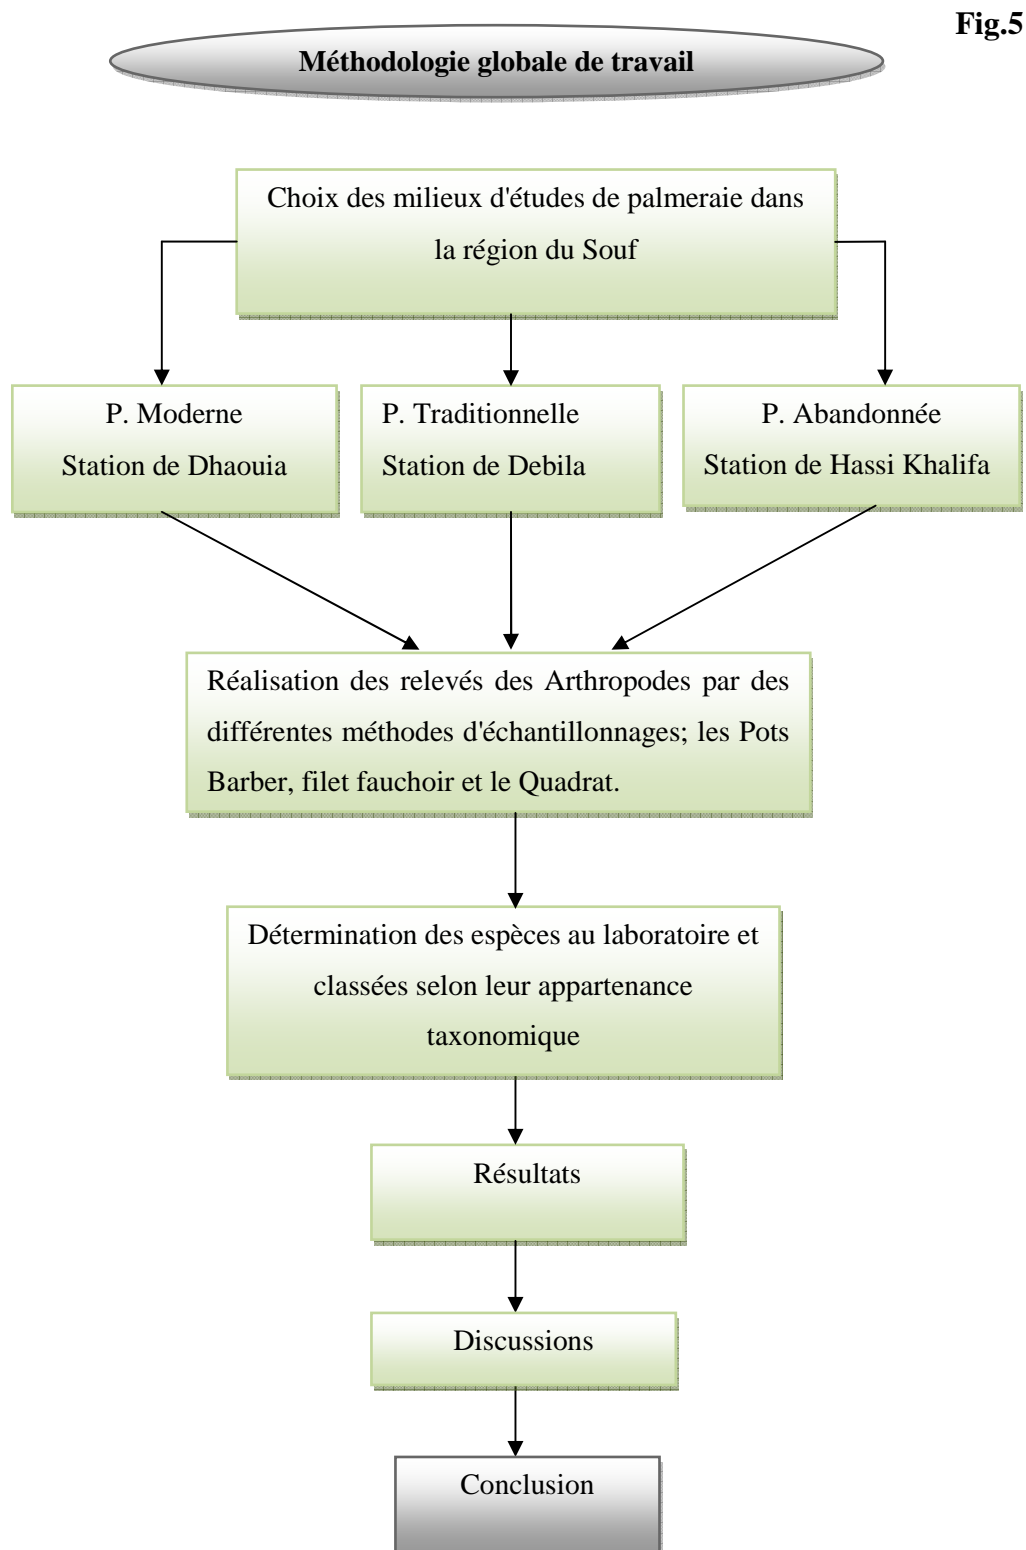 Fig.5
Méthodologie globale de travail
Choix des milieux d'études de palmeraie dans
la région du Souf
P. Moderne
Station de Dhaouia
P. Traditionnelle
Station de Debila
P. Abandonnée
Station de Hassi Khalifa
Réalisation des relevés des Arthropodes par des
différentes méthodes d'échantillonnages; les Pots
Barber, filet fauchoir et le Quadrat.
Détermination des espèces au laboratoire et
classées selon leur appartenance
taxonomique
Résultats
Discussions
Conclusion